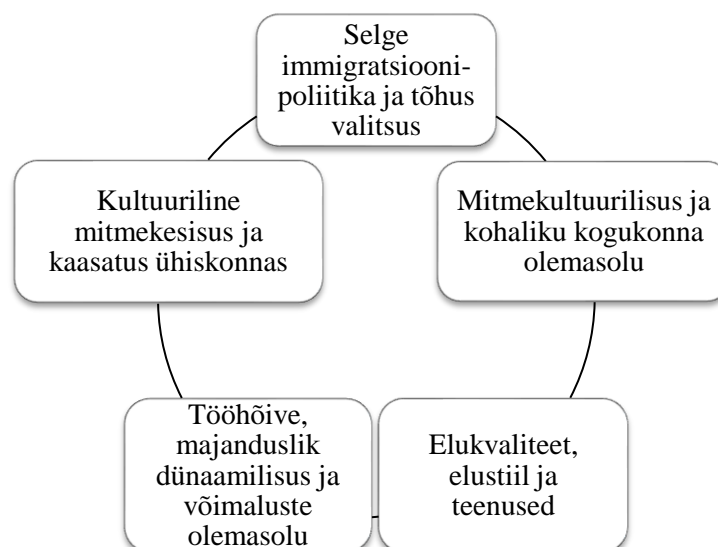 Selge
immigratsiooni-
poliitika ja tõhus
valitsus
Mitmekultuurilisus ja
kohaliku kogukonna
olemasolu
Elukvaliteet,
elustiil ja
teenused
Tööhõive,
majanduslik
dünaamilisus ja
võimaluste
olemasolu
Kultuuriline
mitmekesisus ja
kaasatus ühiskonnas